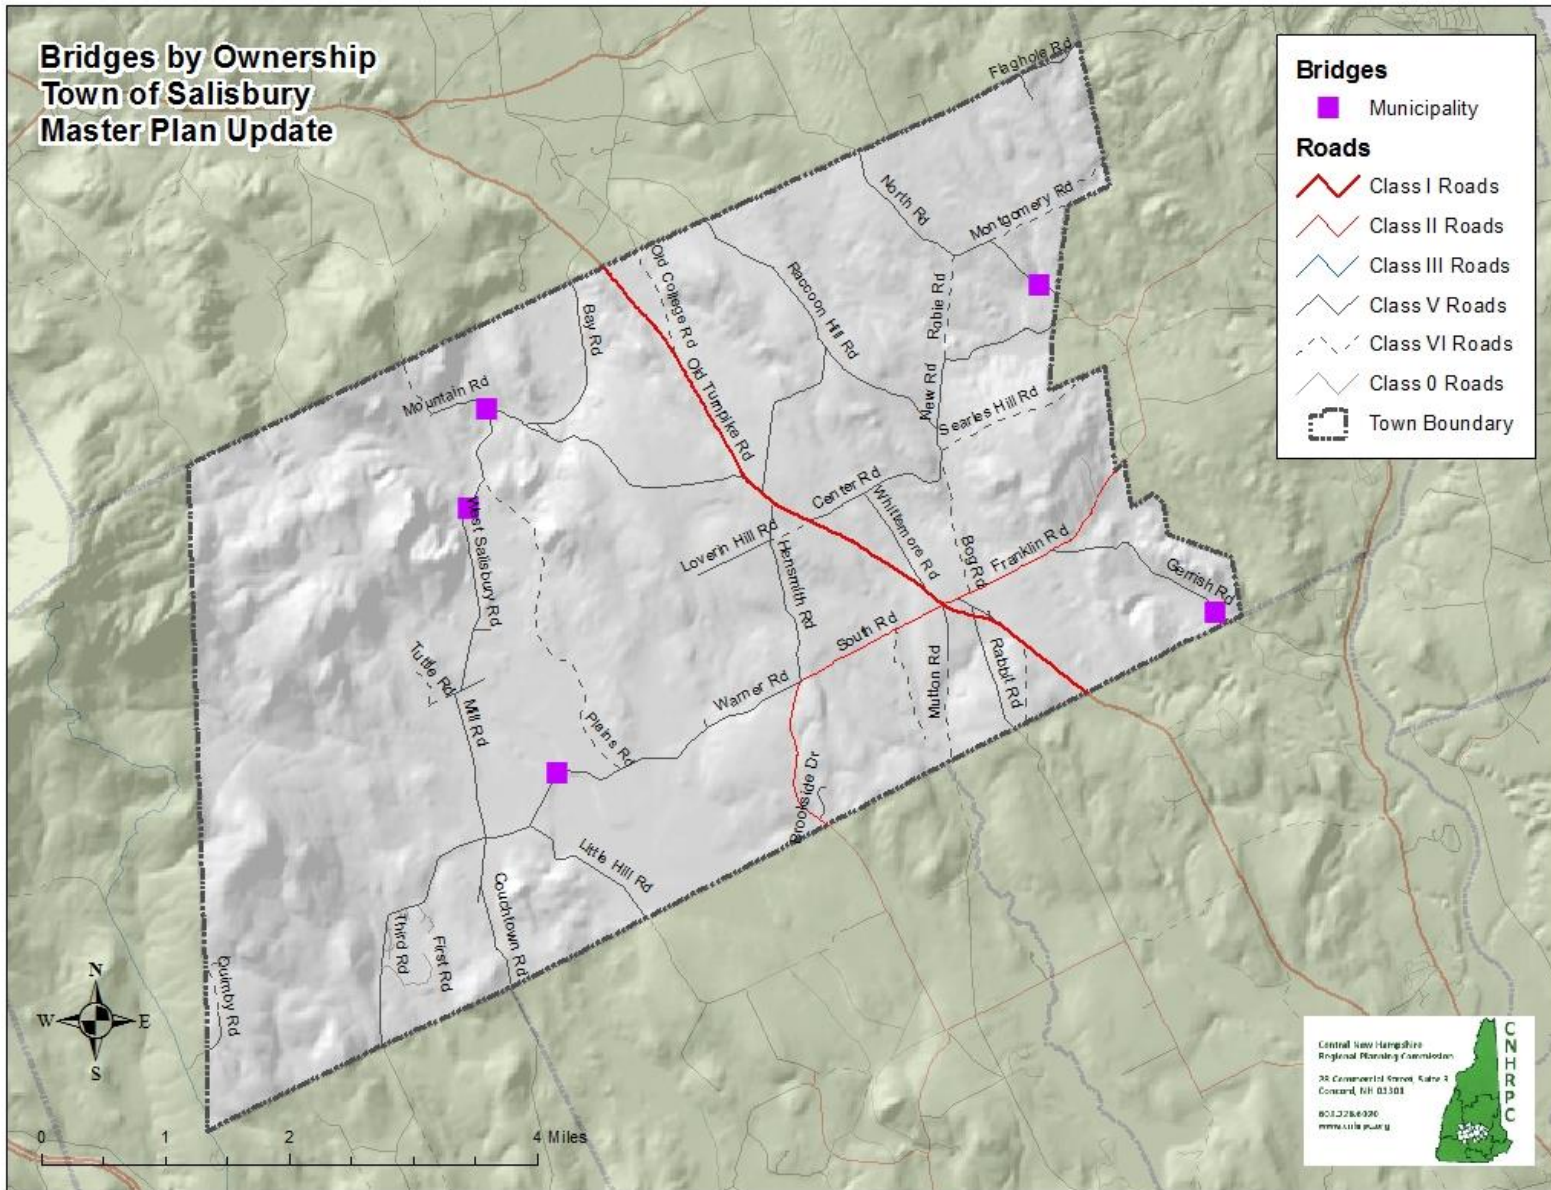 Bridges by Ownership
Town of Salisbury
Master Plan Update
Bridges
Municipality
Roads
Class I Roads
Class II Roads
Class III Roads
Class V Roads
Class VI Roads
Class 0 Roads
Town Boundary
Flaghole Rd
North Rd
Montgomery Rd
Old College Rd
Raccoon Hill Rd
Robie Rd
Bay Rd
Old Turnpike Rd
New Rd
Mountain Rd
Searles Hill Rd
Center Rd
Whittemore Rd
West Salisbury Rd
Loverin Hill Rd
Hensmith Rd
Bog Rd
Franklin Rd
Gerrish Rd
South Rd
Tuttle Rd
Mutton Rd
Rabbit Rd
Warner Rd
Mill Rd
Plains Rd
Brookside Dr
Little Hill Rd
Couchtown Rd
Third Rd
First Rd
Quimby Rd
N
W
E
S
0
1
2
4 Miles
Central New Hampshire
Regional Planning Commission
28 Commercial Street, Suite 3
Concord, NH 03301
603.226.6020
www.cnhrpc.org
CNHRPC